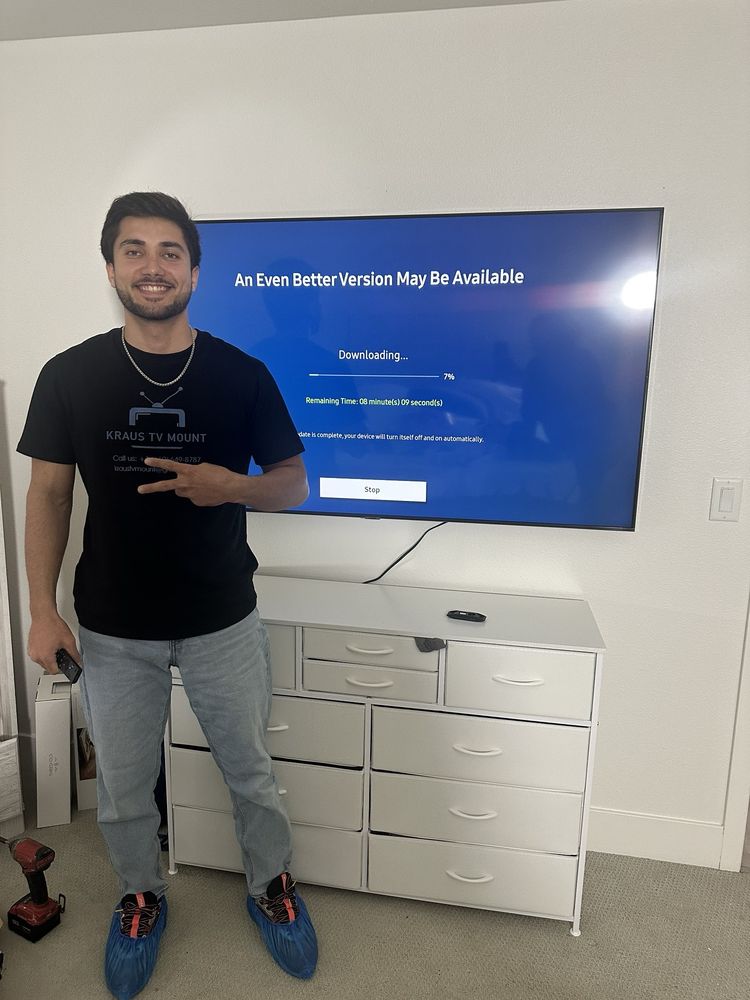 An Even Better Version May Be Available
Downloading...
7%
Remaining Time: 08 minute(s) 09 second(s)
is complete, your device will turn itself off and on automatically.
Stop
KRAUS TV MOUNT
Call us: